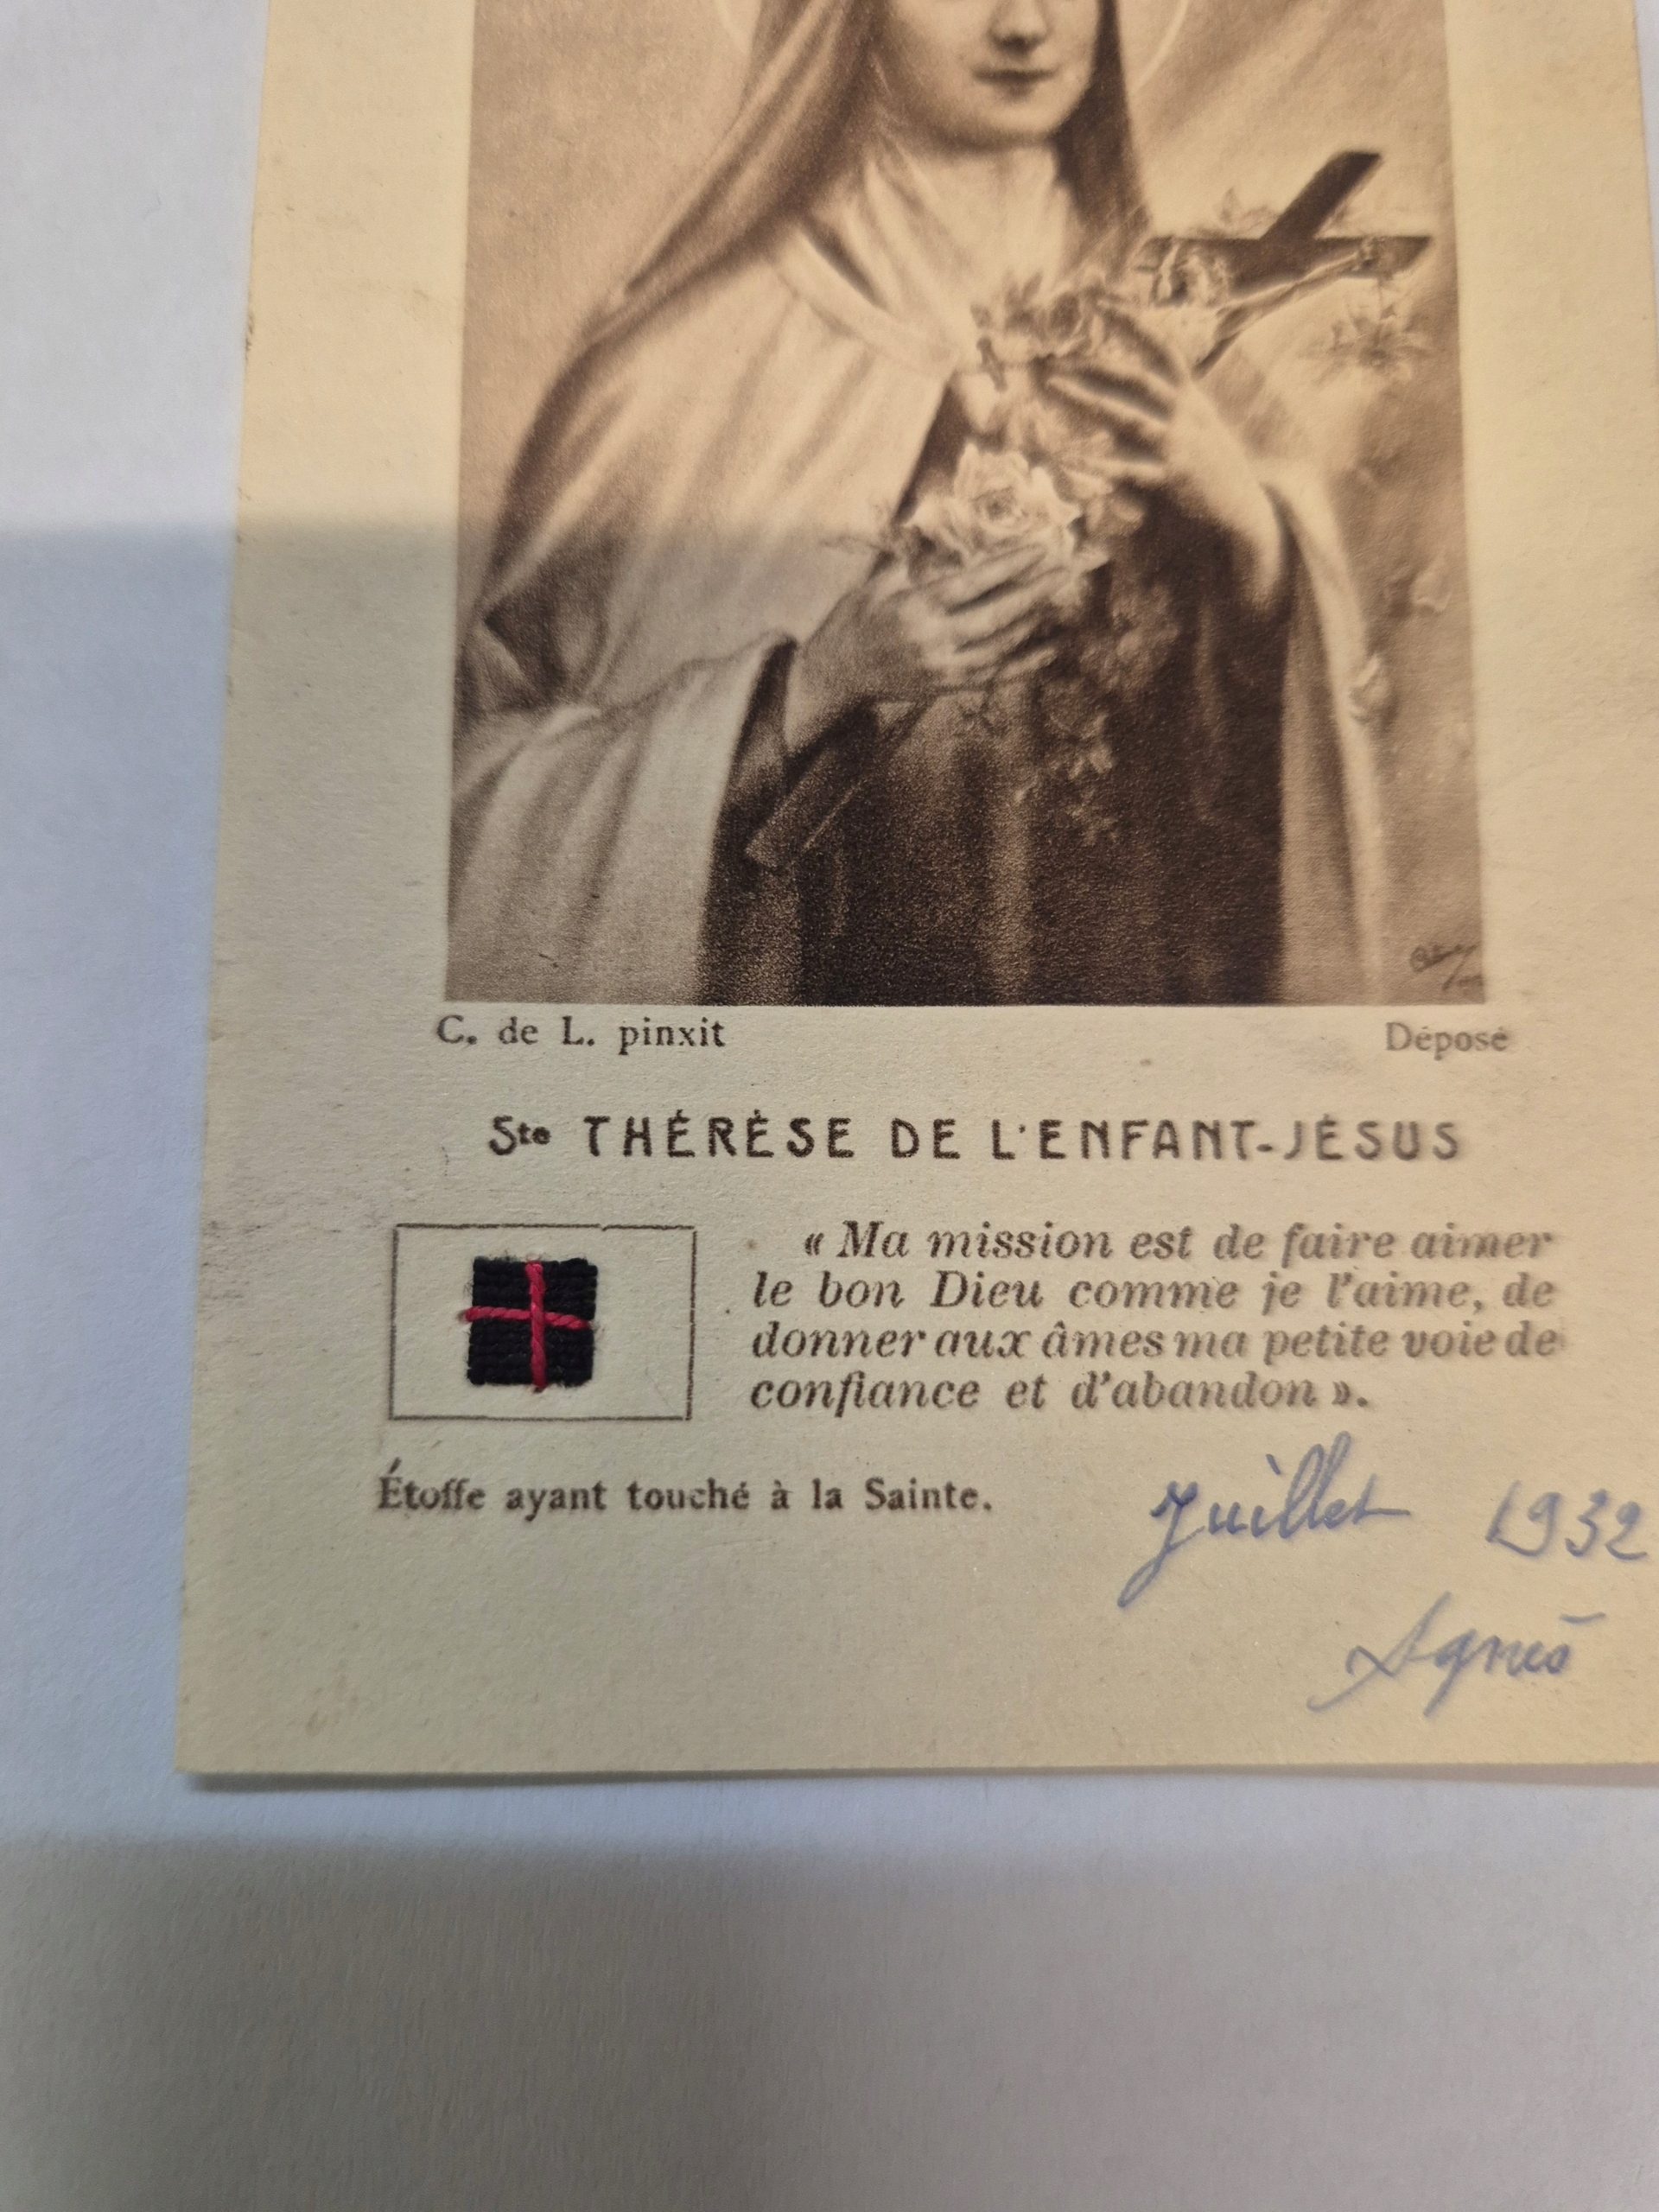 C. de L. pinxit
Déposé
Ste THÉRÈSE DE L'ENFANT-JÉSUS
« Ma mission est de faire aimer
le bon Dieu comme je l'aime, de
donner aux âmes ma petite voie de
confiance et d'abandon ».
Étoffe ayant touché à la Sainte.
Juillet 1932
Agnès